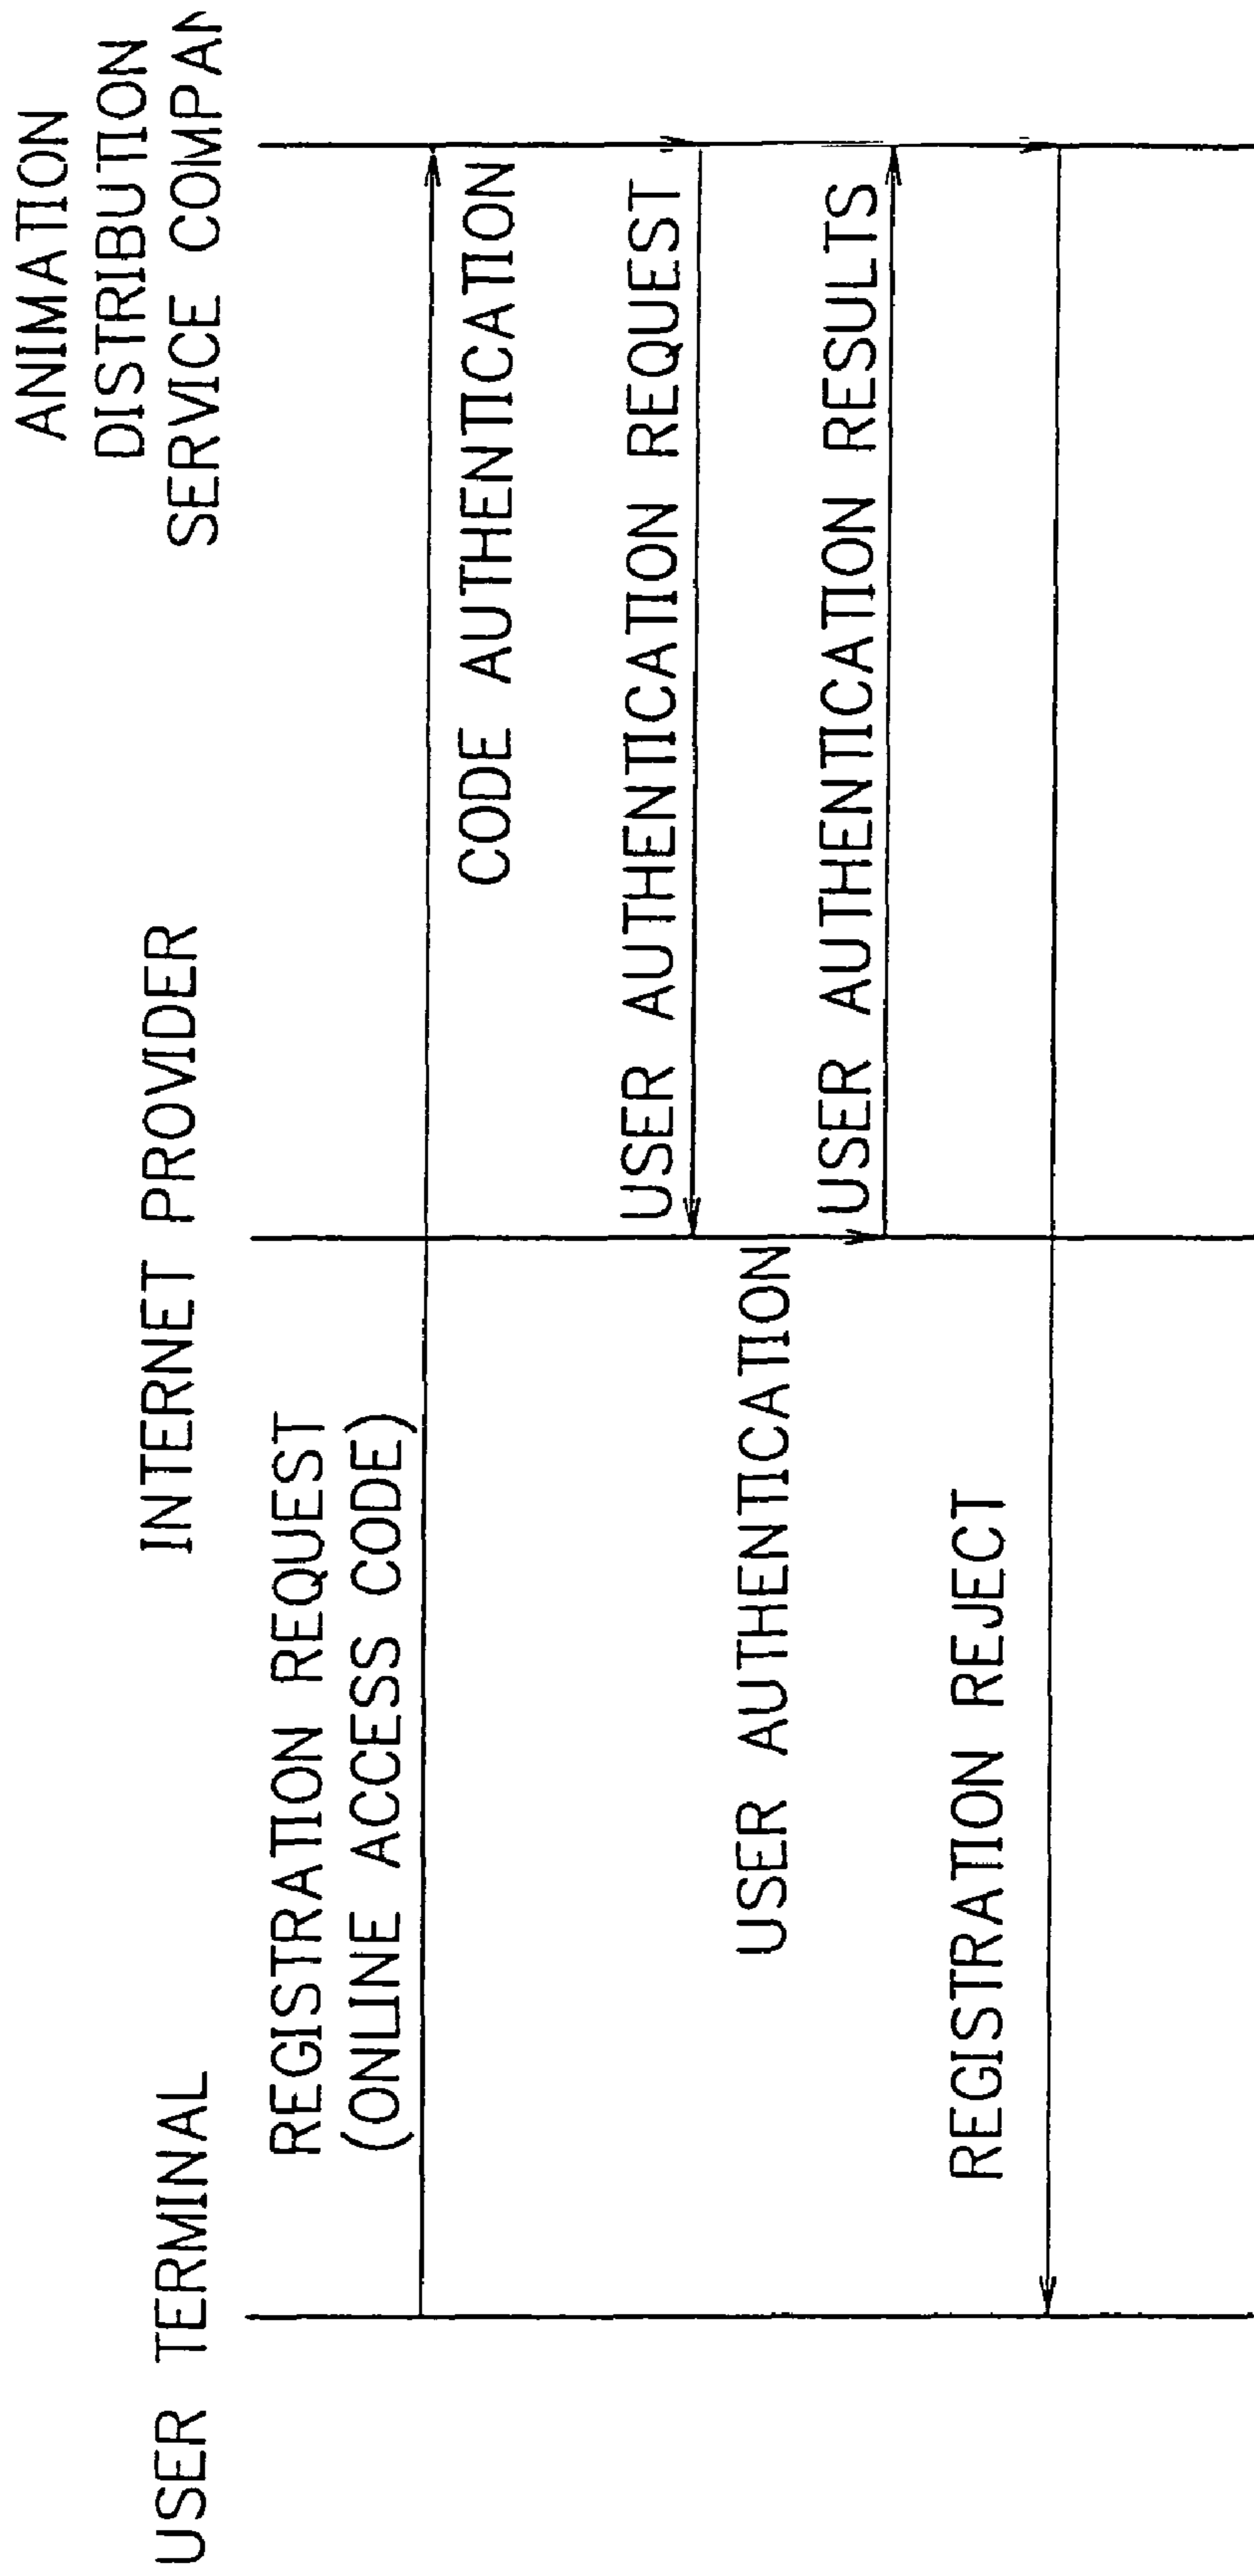 USER TERMINAL
INTERNET PROVIDER
ANIMATION
DISTRIBUTION
SERVICE
REGISTRATION REQUEST
(ONLINE ACCESS CODE)
CODE AUTHENTICATION
USER AUTHENTICATION REQUEST
USER AUTHENTICATION
USER AUTHENTICATION RESULTS
REGISTRATION REJECT